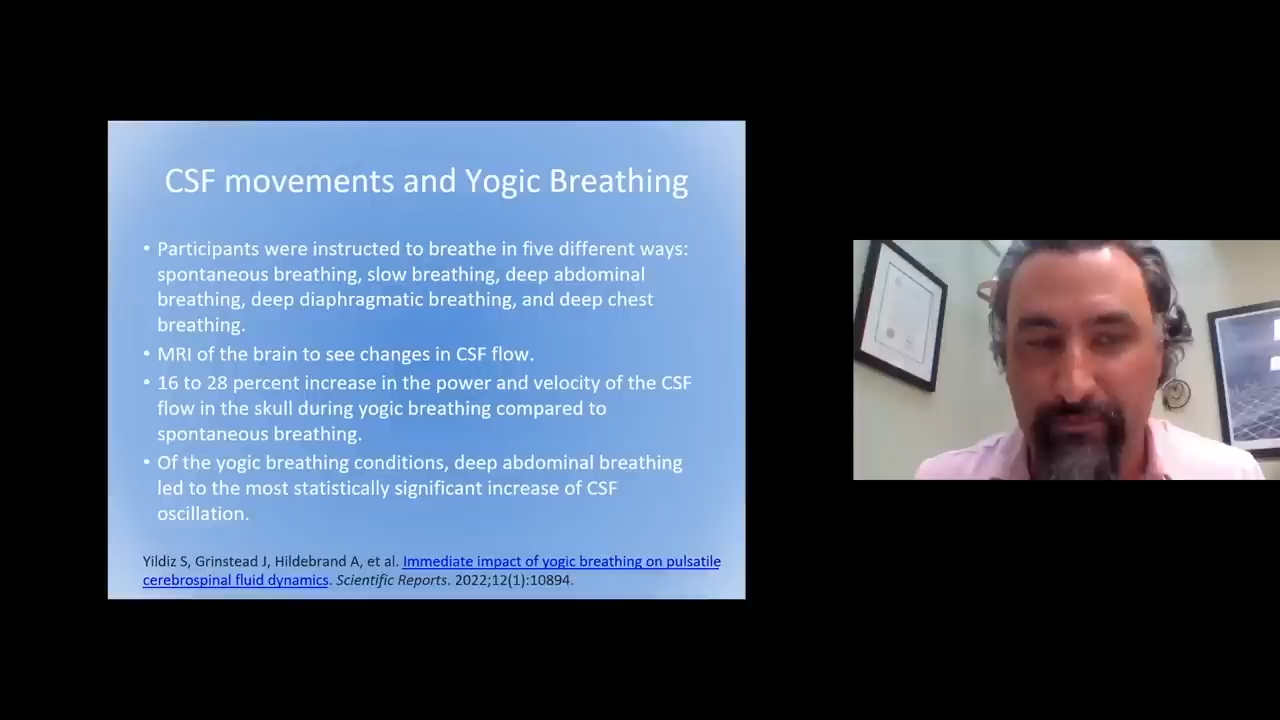 CSF movements and Yogic Breathing
• Participants were instructed to breathe in five different ways:
spontaneous breathing, slow breathing, deep abdominal
breathing, deep diaphragmatic breathing, and deep chest
breathing.
• MRI of the brain to see changes in CSF flow.
• 16 to 28 percent increase in the power and velocity of the CSF
flow in the skull during yogic breathing compared to
spontaneous breathing.
• Of the yogic breathing conditions, deep abdominal breathing
led to the most statistically significant increase of CSF
oscillation.
Yildiz S, Grinstead J, Hildebrand A, et al. Immediate impact of yogic breathing on pulsatile
cerebrospinal fluid dynamics. Scientific Reports. 2022;12(1):10894.